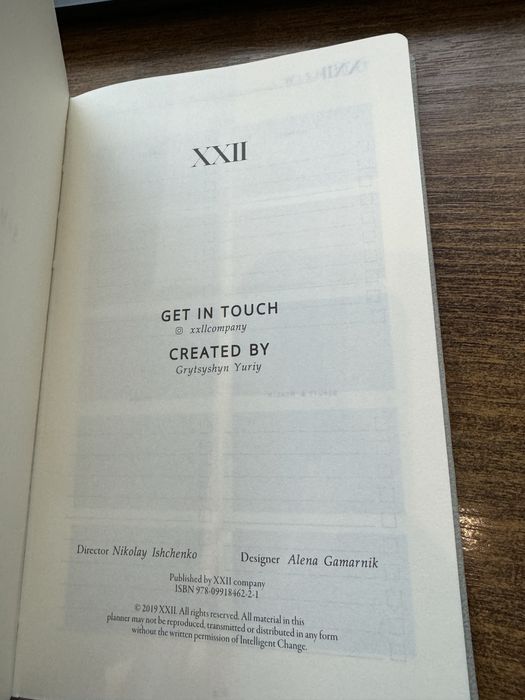 XXII
GET IN TOUCH
xxllcompany
CREATED BY
Grytsyshyn Yuriy
Director Nikolay Ishchenko Designer Alena Gamarnik
Published by XXII company
ISBN 978-09918462-2-1
© 2019 XXII. All rights reserved. All material in this
planner may not be reproduced, transmitted or distributed in any form
without the written permission of Intelligent Change.